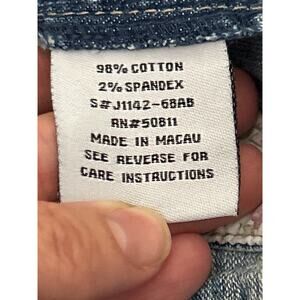 98% COTTON
2% SPANDEX
S#J1142-68AB
RN#50811
MADE IN MACAU
SEE REVERSE FOR
CARE INSTRUCTIONS